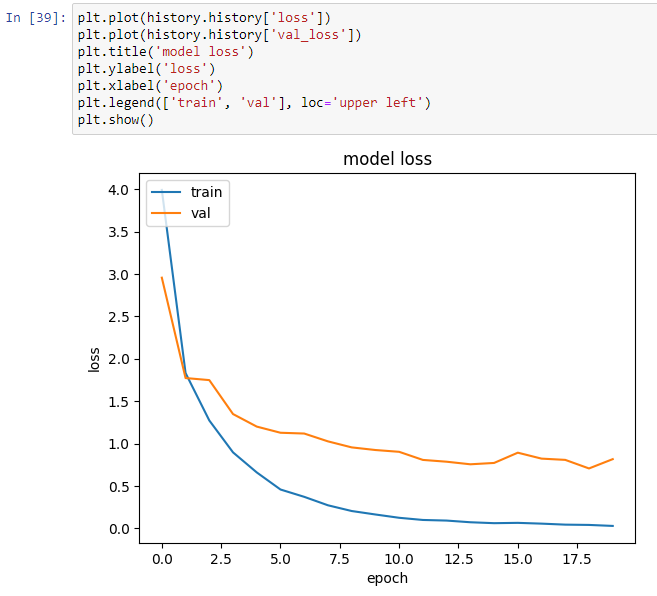 In [39]: plt.plot(history.history['loss'])
plt.plot(history.history['val_loss'])
plt.title('model loss')
plt.ylabel('loss')
plt.xlabel('epoch')
plt.legend(['train', 'val'], loc='upper left')
plt.show()
model loss
train
val
4.0
3.5
3.0
2.5
2.0
1.5
1.0
0.5
0.0
loss
0.0 2.5 5.0 7.5 10.0 12.5 15.0 17.5
epoch